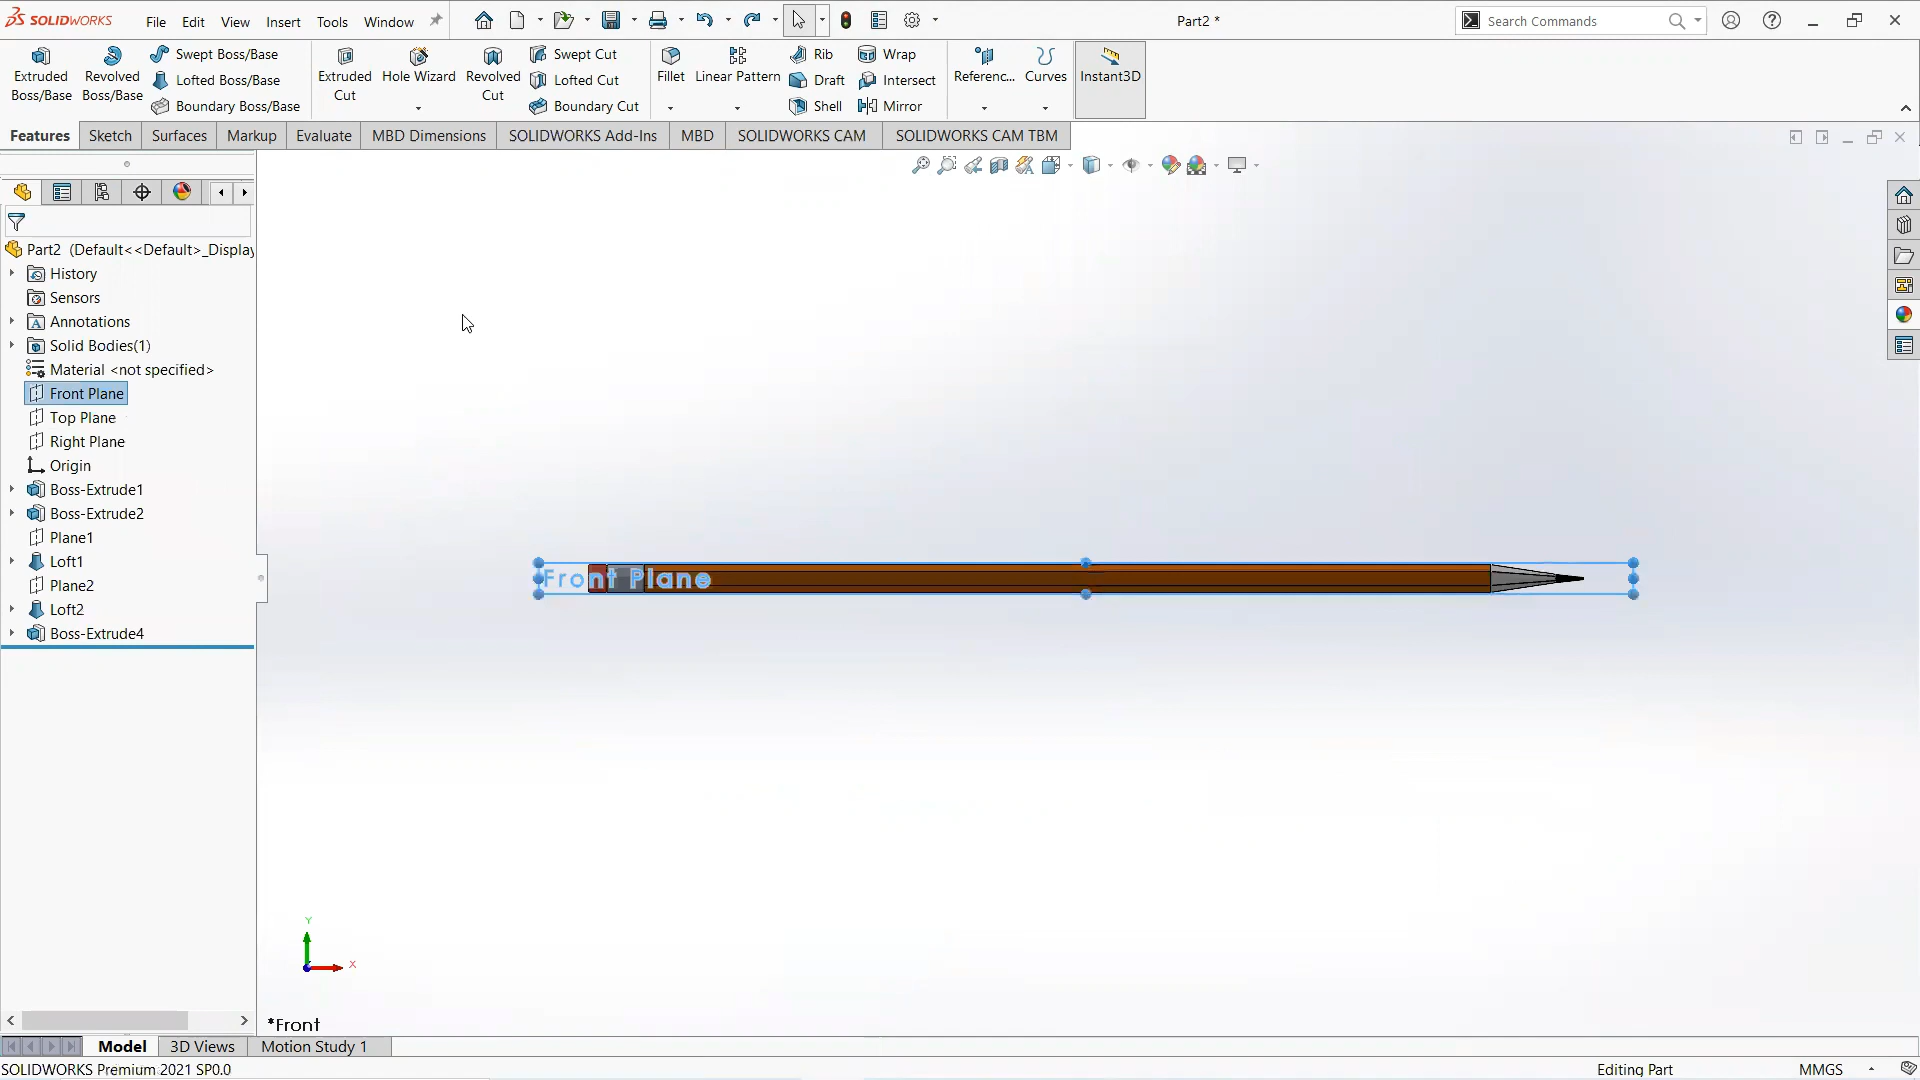 SOLIDWORKS File Edit View Insert Tools Window Part2 * Search Commands
Extruded Boss/Base
Revolved Boss/Base
Swept Boss/Base
Lofted Boss/Base
Boundary Boss/Base
Extruded Cut
Hole Wizard
Revolved Cut
Swept Cut
Lofted Cut
Boundary Cut
Fillet
Linear Pattern
Rib
Draft
Shell
Wrap
Intersect
Mirror
Referenc...
Curves
Instant3D
Features Sketch Surfaces Markup Evaluate MBD Dimensions SOLIDWORKS Add-Ins MBD SOLIDWORKS CAM SOLIDWORKS CAM TBM
Part2 (Default<<Default>_Display
History
Sensors
Annotations
Solid Bodies(1)
Material <not specified>
Front Plane
Top Plane
Right Plane
Origin
Boss-Extrude1
Boss-Extrude2
Plane1
Loft1
Plane2
Loft2
Boss-Extrude4
Front Plane
Y
X
*Front
Model 3D Views Motion Study 1
SOLIDWORKS Premium 2021 SP0.0 Editing Part MMGS